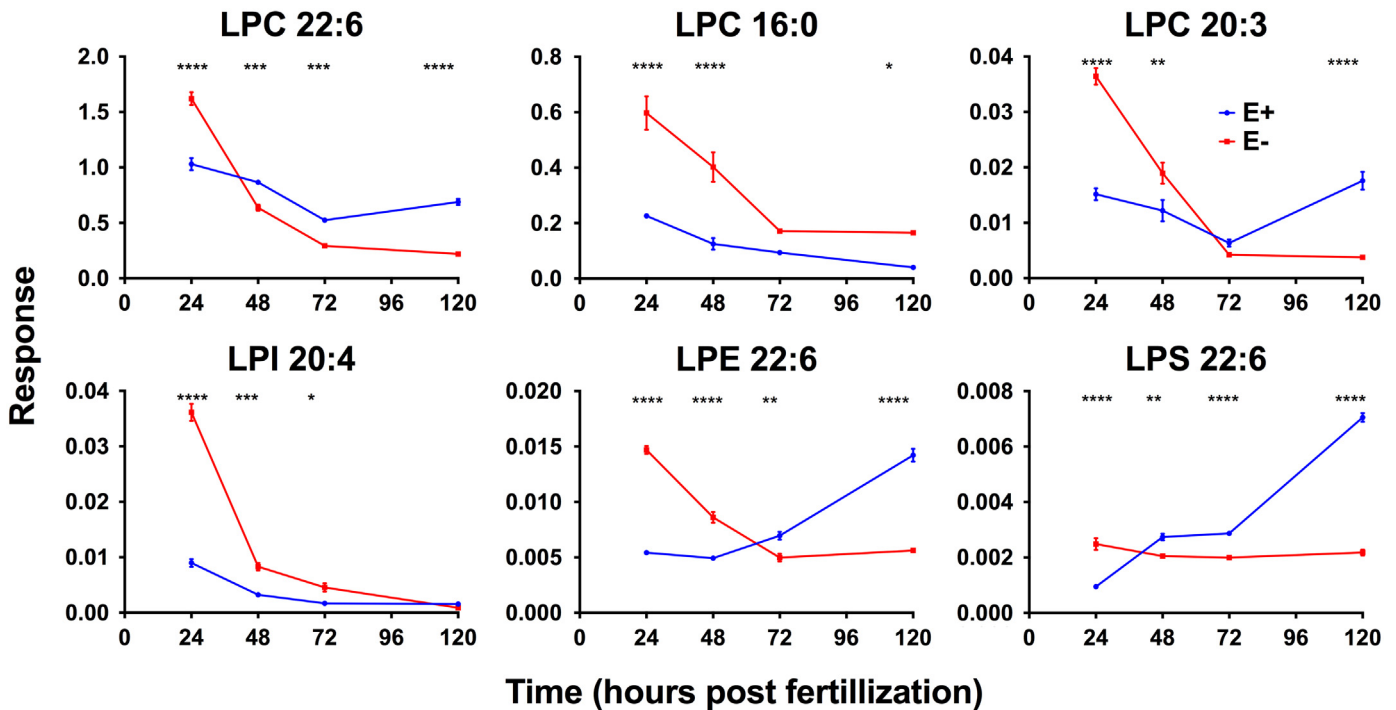 LPC 22:6
LPC 16:0
LPC 20:3
2.0
1.5
1.0
0.5
0.0
**** *** *** ****
0 24 48 72 96 120
0.8
0.6
0.4
0.2
0.0
**** **** *
0 24 48 72 96 120
0.04
0.03
0.02
0.01
0.00
**** ** ****
E+
E-
0 24 48 72 96 120
Response
LPI 20:4
LPE 22:6
LPS 22:6
0.04
0.03
0.02
0.01
0.00
**** *** *
0 24 48 72 96 120
0.020
0.015
0.010
0.005
0.000
**** **** ** ****
0 24 48 72 96 120
0.008
0.006
0.004
0.002
0.000
**** ** **** ****
0 24 48 72 96 120
Time (hours post fertillization)